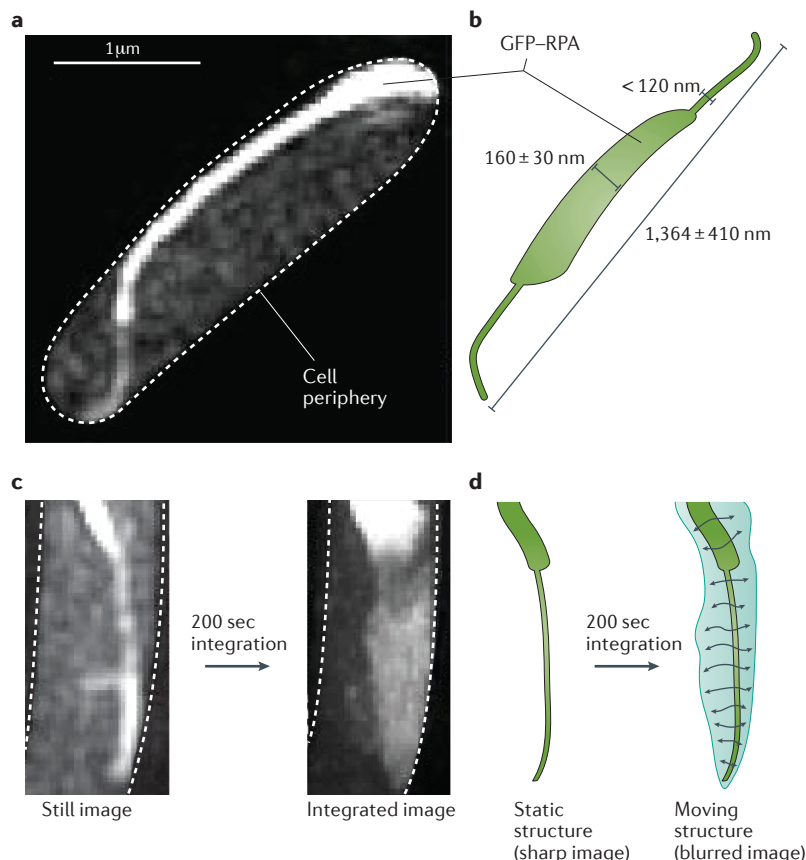 a
1μm
b
GFP–RPA
< 120 nm
160 ± 30 nm
1,364 ± 410 nm
Cell
periphery
c
200 sec
integration
Still image
Integrated image
d
200 sec
integration
Static
structure
(sharp image)
Moving
structure
(blurred image)